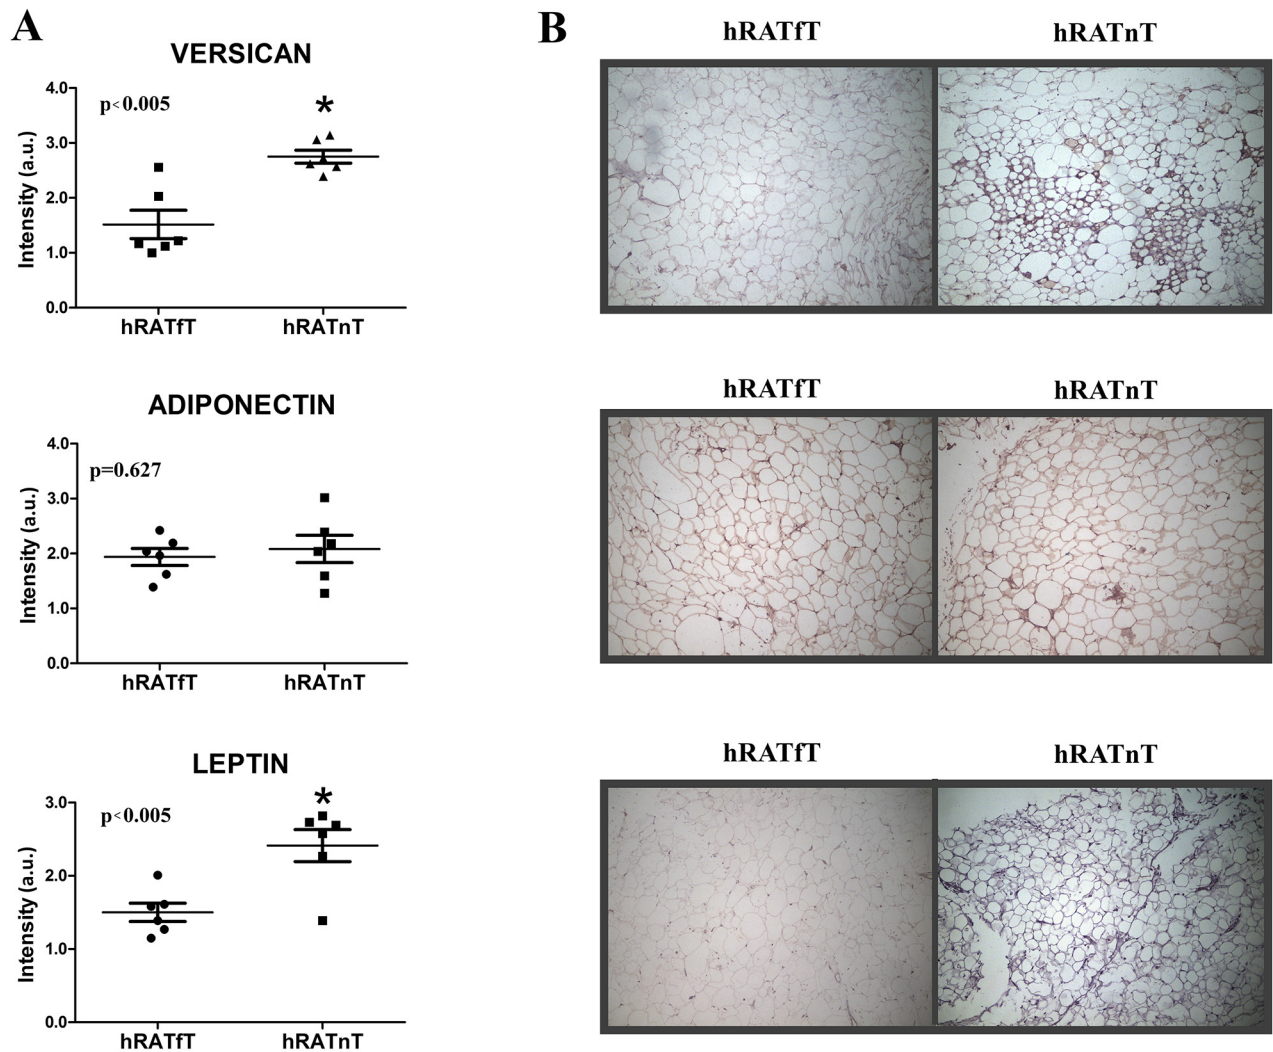 A
VERSICAN
4.0
3.0
2.0
1.0
0.0
Intensity (a.u.)
p<0.005
*
hRATfT
hRATnT
ADIPONECTIN
4.0
3.0
2.0
1.0
0.0
Intensity (a.u.)
p=0.627
hRATfT
hRATnT
LEPTIN
3.0
2.0
1.0
0.0
Intensity (a.u.)
p<0.005
*
hRATfT
hRATnT
B
hRATfT
hRATnT
hRATfT
hRATnT
hRATfT
hRATnT